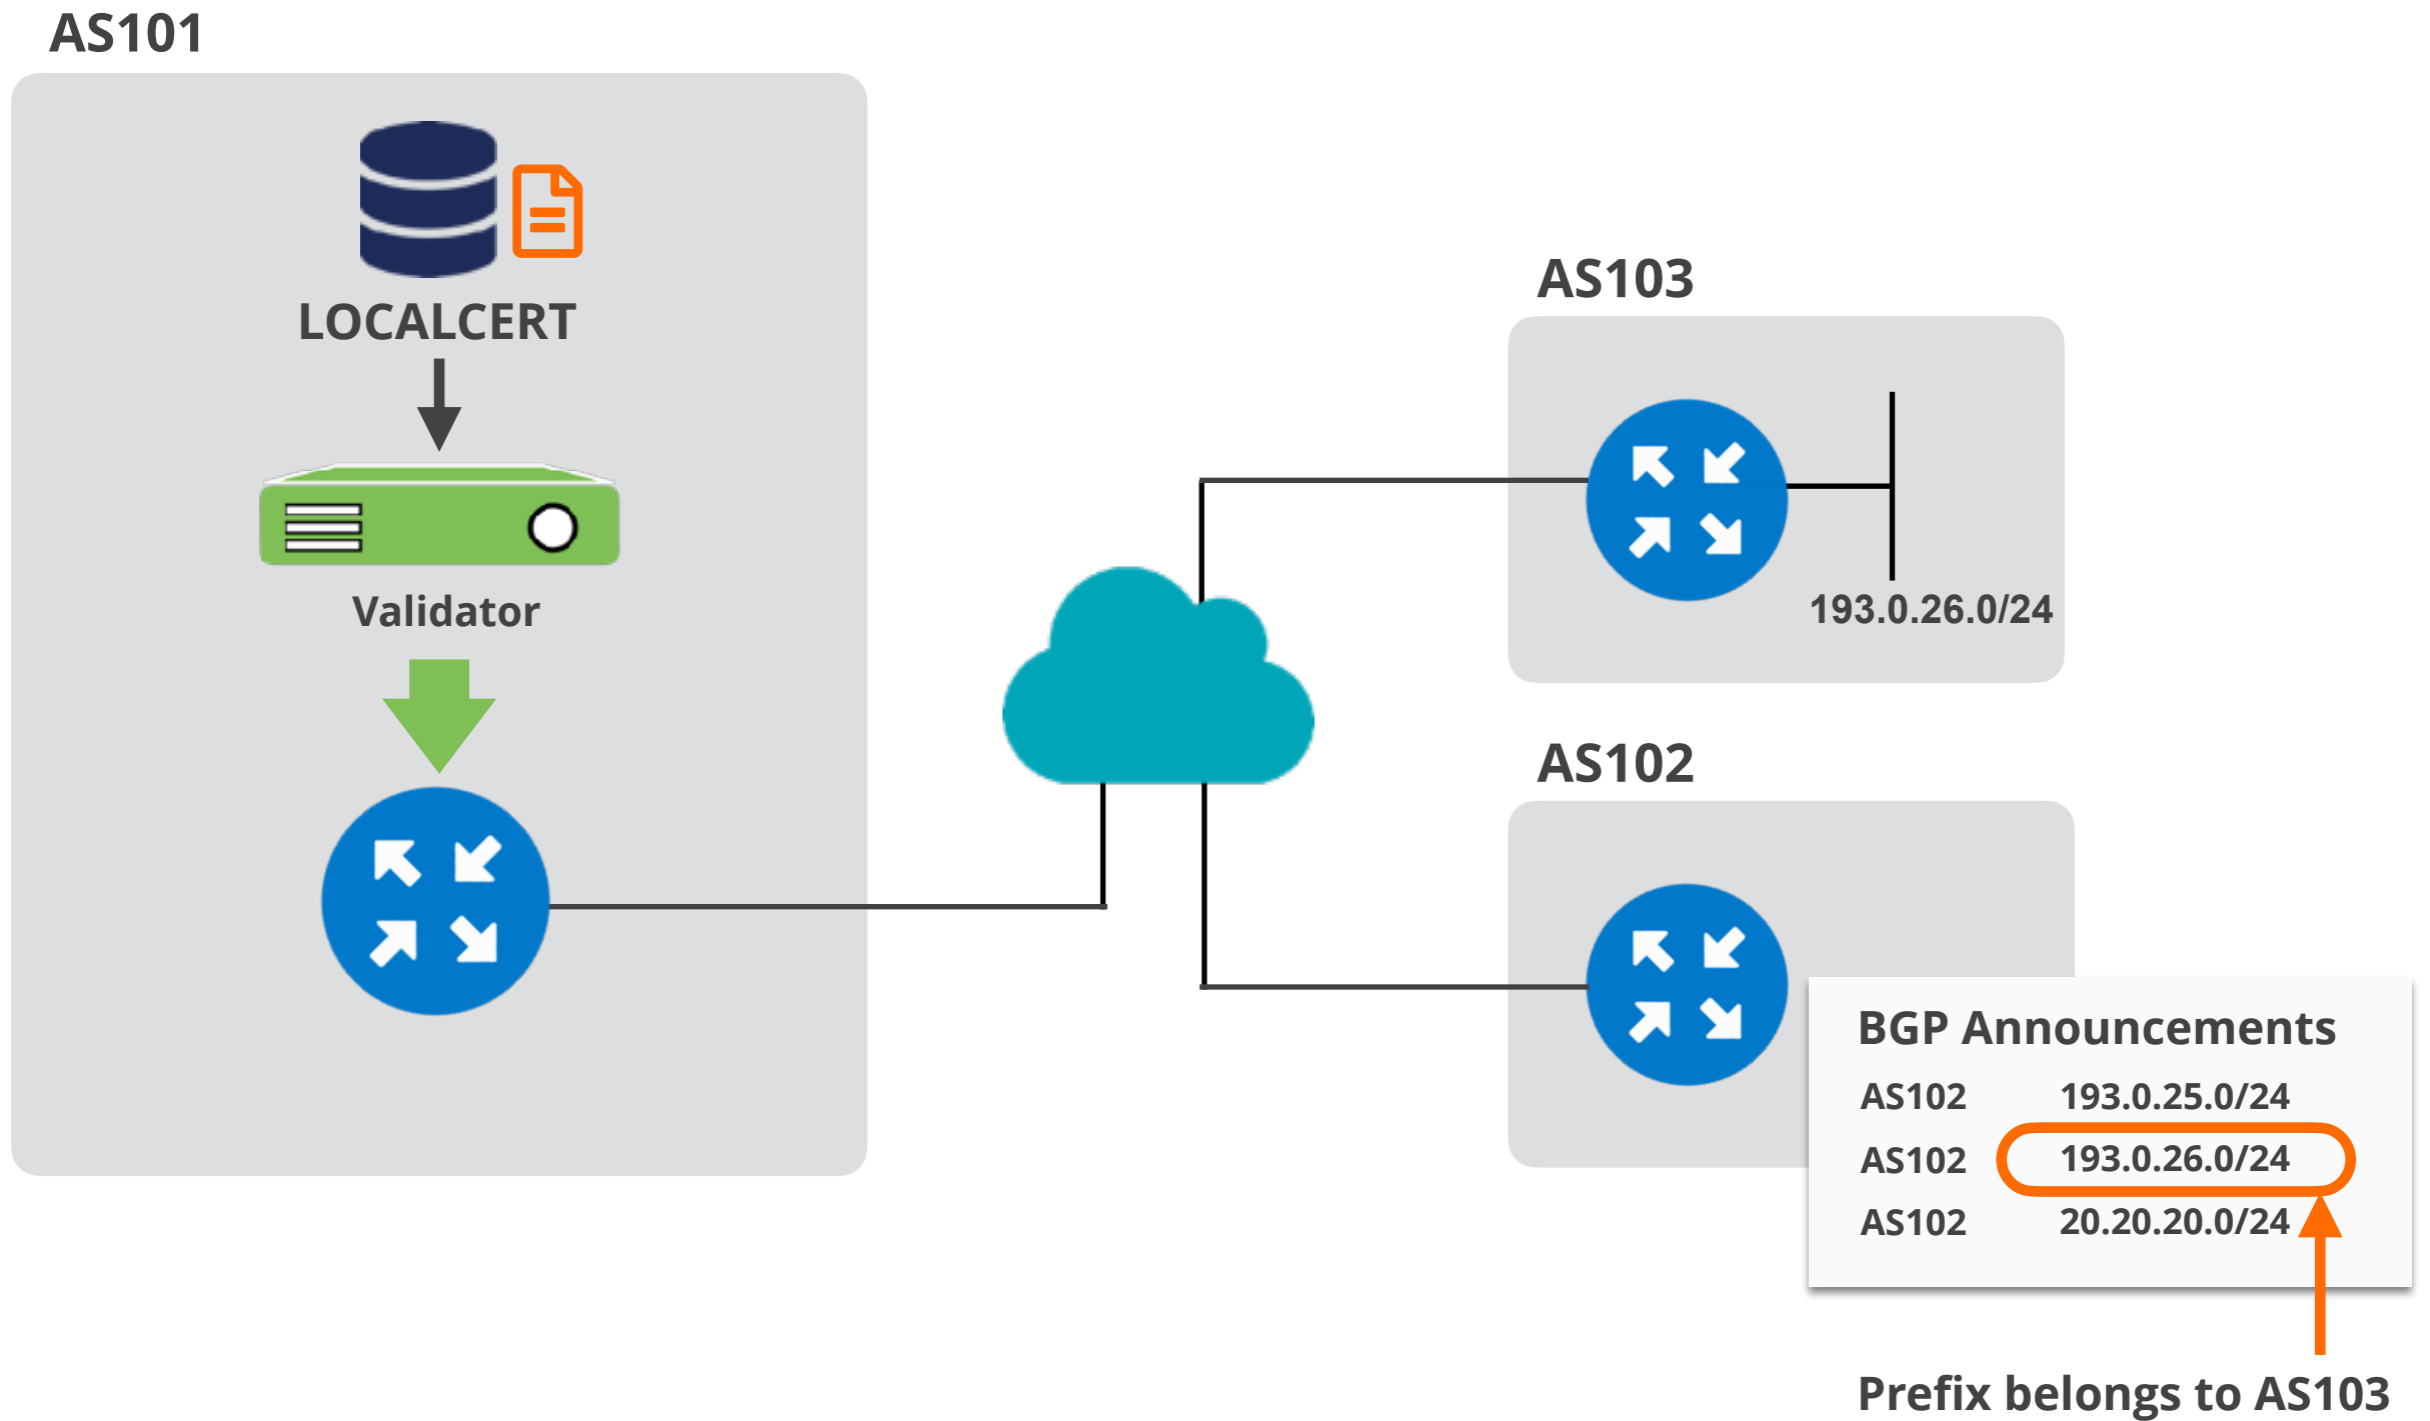 AS101
LOCALCERT
Validator
AS103
193.0.26.0/24
AS102
BGP Announcements
AS102 193.0.25.0/24
AS102 193.0.26.0/24
AS102 20.20.20.0/24
Prefix belongs to AS103